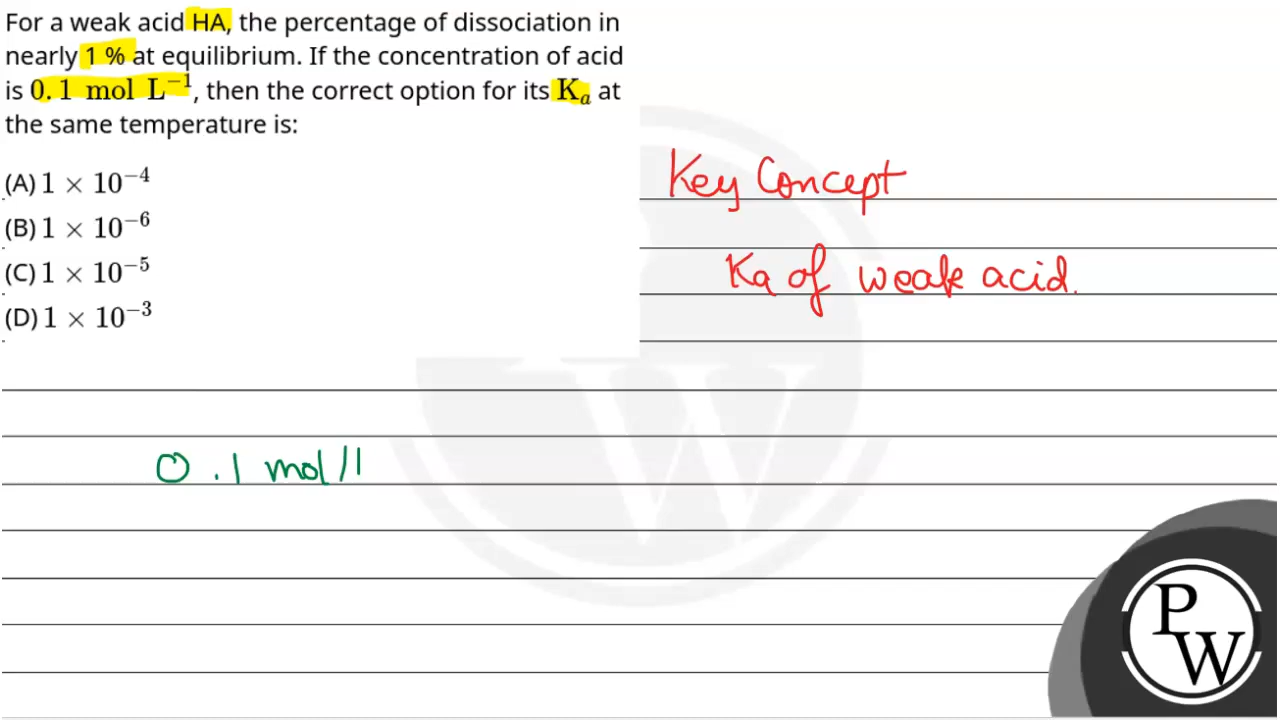 For a weak acid HA, the percentage of dissociation in
nearly 1 % at equilibrium. If the concentration of acid
is 0.1 mol L⁻¹, then the correct option for its Kₐ at
the same temperature is:
(A) 1 × 10⁻⁴
(B) 1 × 10⁻⁶
(C) 1 × 10⁻⁵
(D) 1 × 10⁻³
Key Concept
Ka of weak acid.
0.1 mol/l
PW